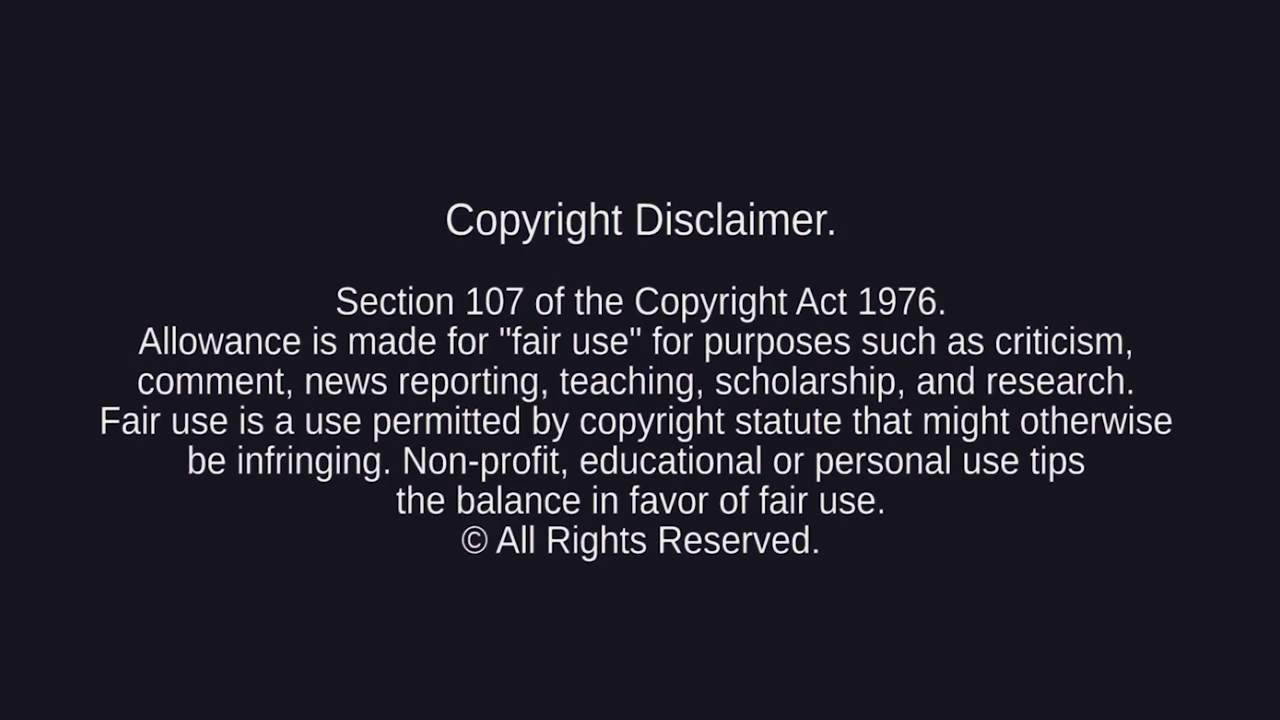 Copyright Disclaimer.
Section 107 of the Copyright Act 1976.
Allowance is made for "fair use" for purposes such as criticism,
comment, news reporting, teaching, scholarship, and research.
Fair use is a use permitted by copyright statute that might otherwise
be infringing. Non-profit, educational or personal use tips
the balance in favor of fair use.
© All Rights Reserved.